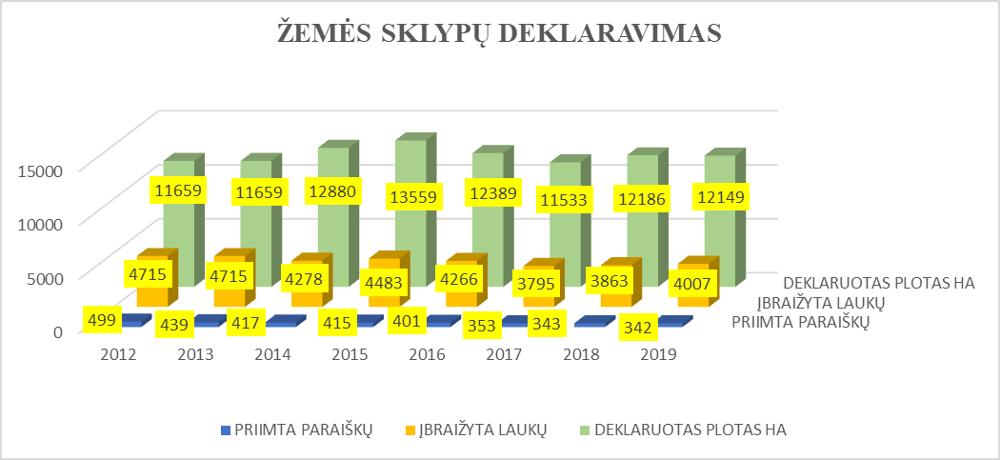 ŽEMĖS SKLYPŲ DEKLARAVIMAS
15000
10000
5000
0
11659 11659 12880 13559 12389 11533 12186 12149
4715 4715 4278 4483 4266 3795 3863 4007
499 439 417 415 401 353 343 342
DEKLARUOTAS PLOTAS HA
ĮBRAIŽYTA LAUKŲ
PRIIMTA PARAIŠKŲ
2012 2013 2014 2015 2016 2017 2018 2019
PRIIMTA PARAIŠKŲ ĮBRAIŽYTA LAUKŲ DEKLARUOTAS PLOTAS HA